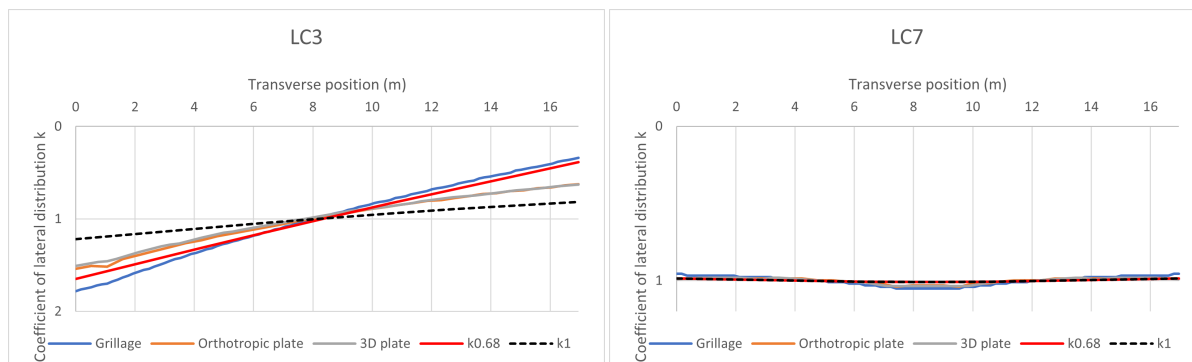 LC3
Transverse position (m)
0 2 4 6 8 10 12 14 16
0
1
2
Coefficient of lateral distribution k
Grillage Orthotropic plate 3D plate k0.68 k1
LC7
Transverse position (m)
0 2 4 6 8 10 12 14 16
0
1
Coefficient of lateral distribution k
Grillage Orthotropic plate 3D plate k0.68 k1